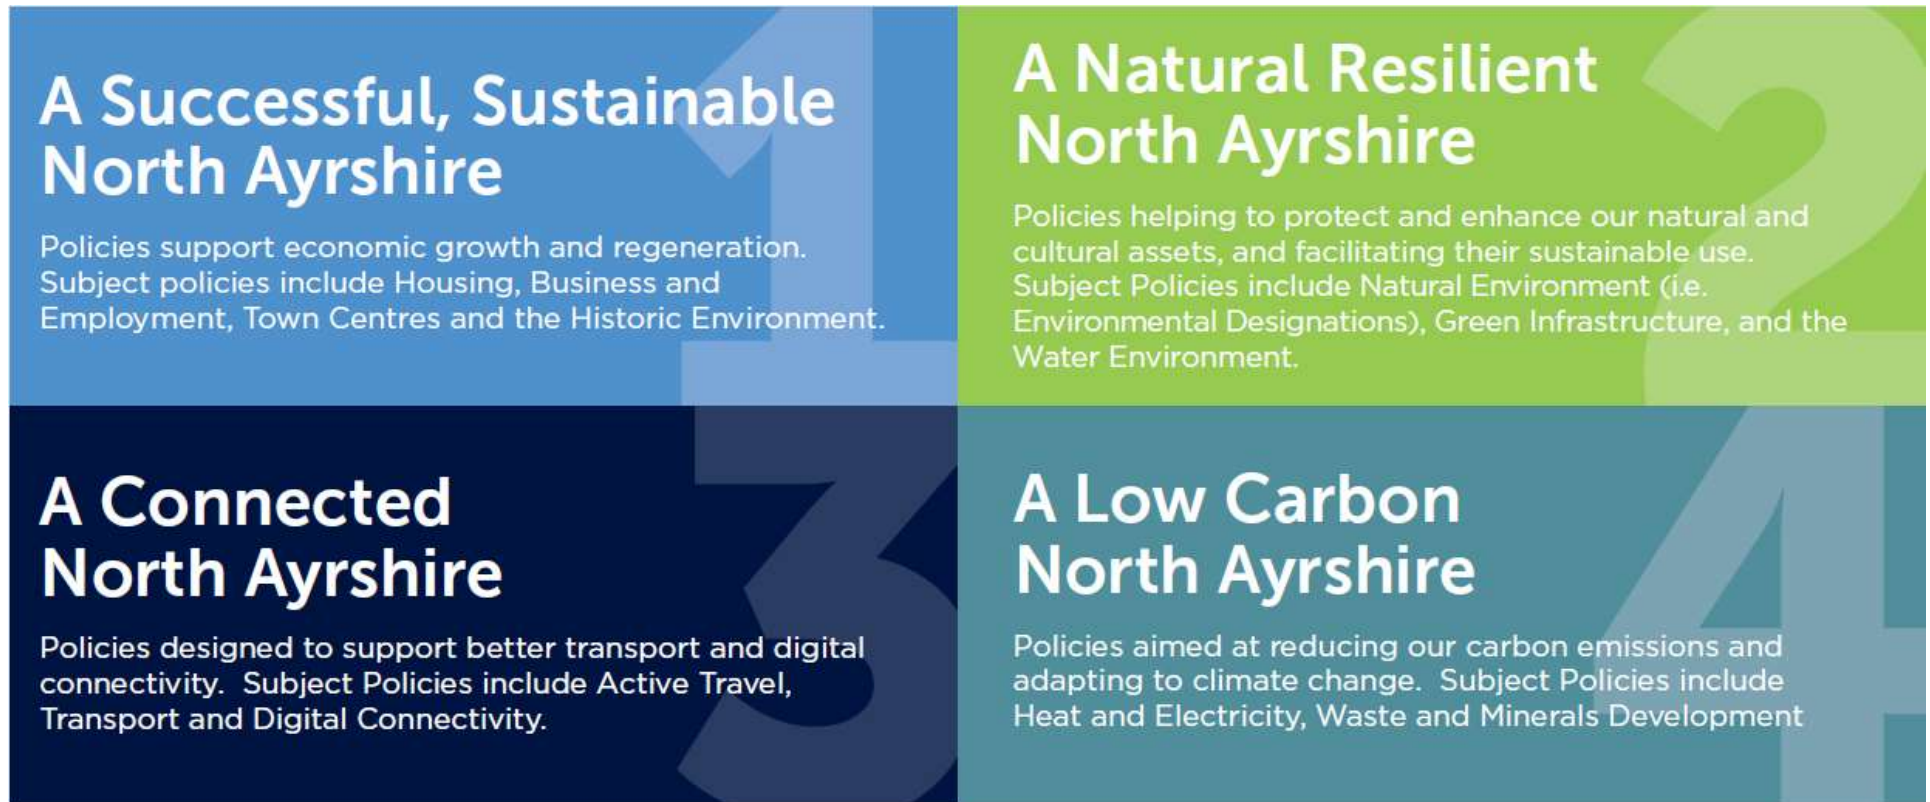 1
A Successful, Sustainable
North Ayrshire
Policies support economic growth and regeneration.
Subject policies include Housing, Business and
Employment, Town Centres and the Historic Environment.
2
A Natural Resilient
North Ayrshire
Policies helping to protect and enhance our natural and
cultural assets, and facilitating their sustainable use.
Subject Policies include Natural Environment (i.e.
Environmental Designations), Green Infrastructure, and the
Water Environment.
3
A Connected
North Ayrshire
Policies designed to support better transport and digital
connectivity.  Subject Policies include Active Travel,
Transport and Digital Connectivity.
4
A Low Carbon
North Ayrshire
Policies aimed at reducing our carbon emissions and
adapting to climate change.  Subject Policies include
Heat and Electricity, Waste and Minerals Development